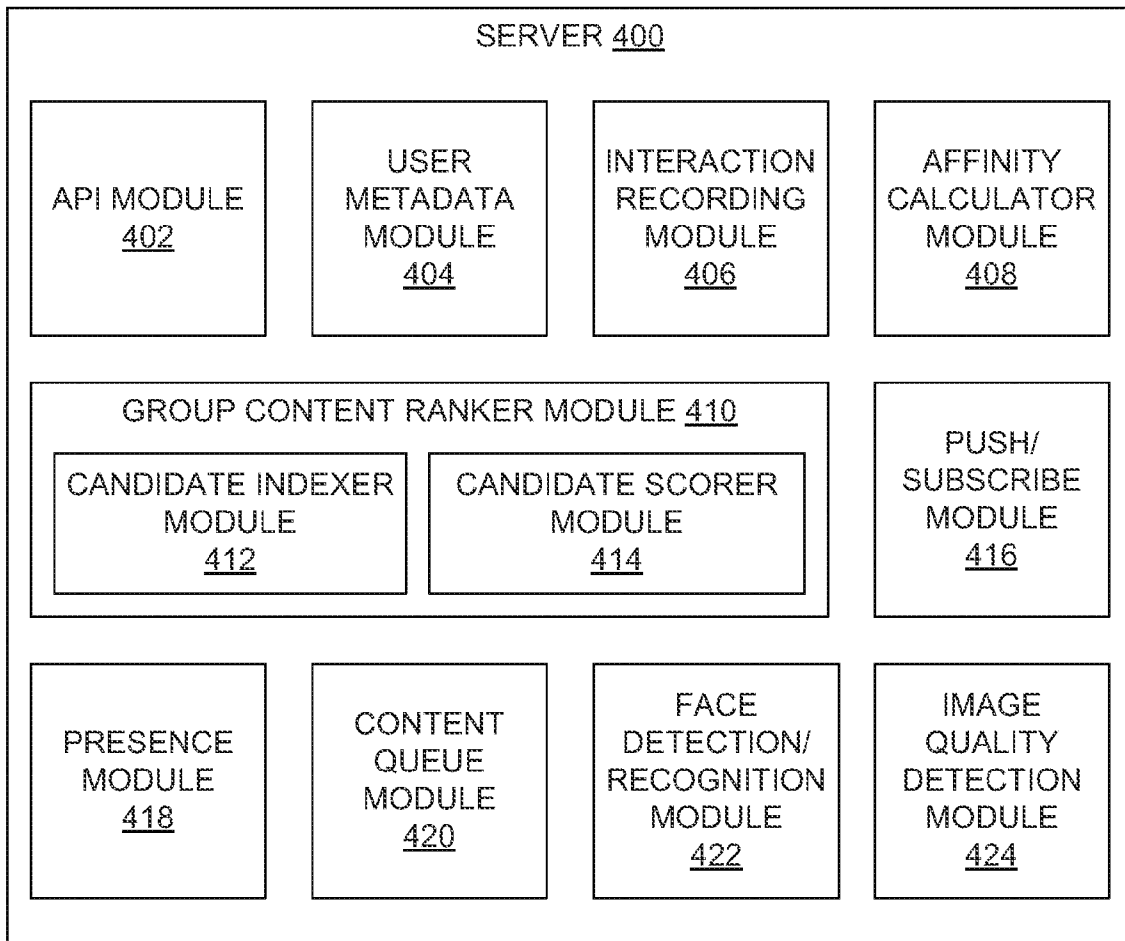 SERVER 400
API MODULE
402
USER
METADATA
MODULE
404
INTERACTION
RECORDING
MODULE
406
AFFINITY
CALCULATOR
MODULE
408
GROUP CONTENT RANKER MODULE 410
CANDIDATE INDEXER
MODULE
412
CANDIDATE SCORER
MODULE
414
PUSH/
SUBSCRIBE
MODULE
416
PRESENCE
MODULE
418
CONTENT
QUEUE
MODULE
420
FACE
DETECTION/
RECOGNITION
MODULE
422
IMAGE
QUALITY
DETECTION
MODULE
424